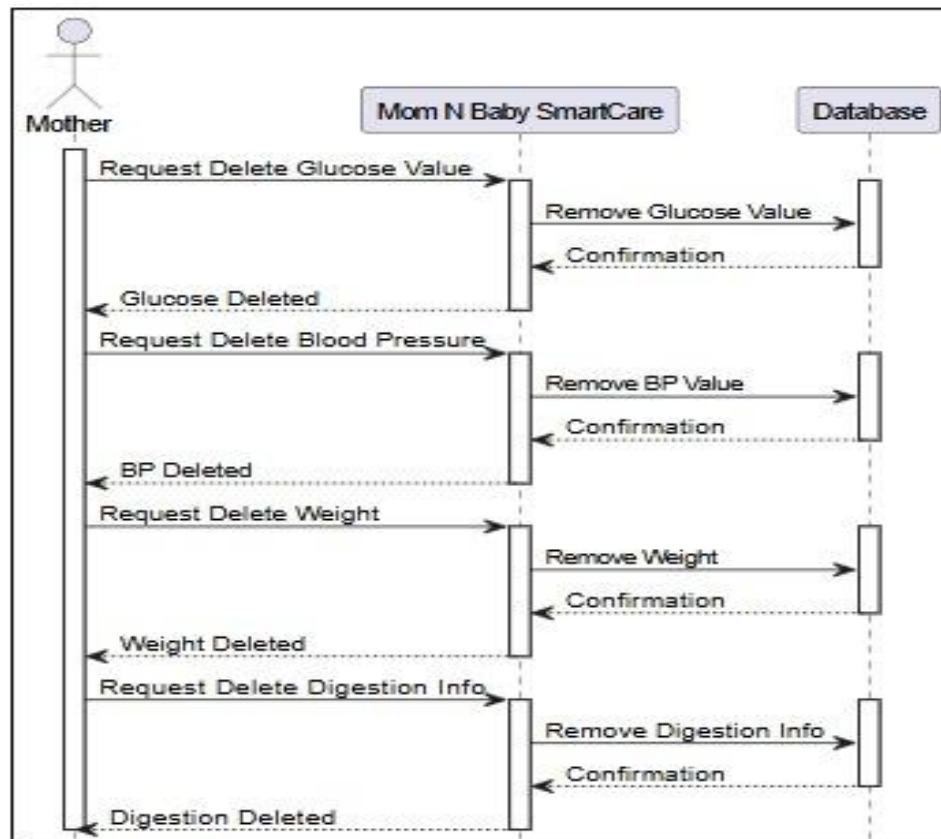 Mother
Mom N Baby SmartCare
Database
Request Delete Glucose Value
Remove Glucose Value
Confirmation
Glucose Deleted
Request Delete Blood Pressure
Remove BP Value
Confirmation
BP Deleted
Request Delete Weight
Remove Weight
Confirmation
Weight Deleted
Request Delete Digestion Info
Remove Digestion Info
Confirmation
Digestion Deleted